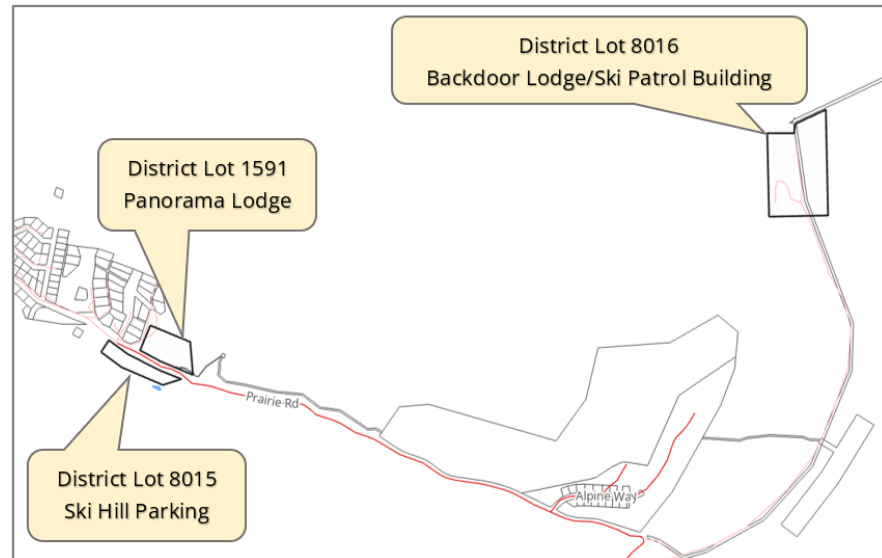 District Lot 8016
Backdoor Lodge/Ski Patrol Building
District Lot 1591
Panorama Lodge
Prairie Rd
District Lot 8015
Ski Hill Parking
Alpine Way